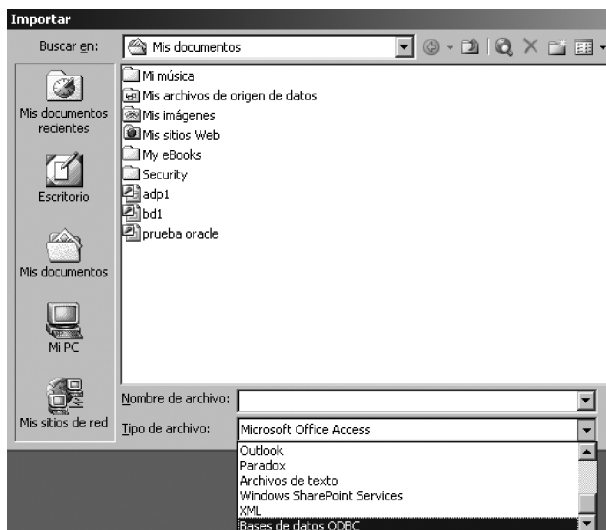 Importar
Buscar en:
Mis documentos
Mis documentos
recientes
Escritorio
Mis documentos
Mi PC
Mis sitios de red
Mi música
Mis archivos de origen de datos
Mis imágenes
Mis sitios Web
My eBooks
Security
adp1
bd1
prueba oracle
Nombre de archivo:
Tipo de archivo:
Microsoft Office Access
Outlook
Paradox
Archivos de texto
Windows SharePoint Services
XML
Bases de datos ODBC